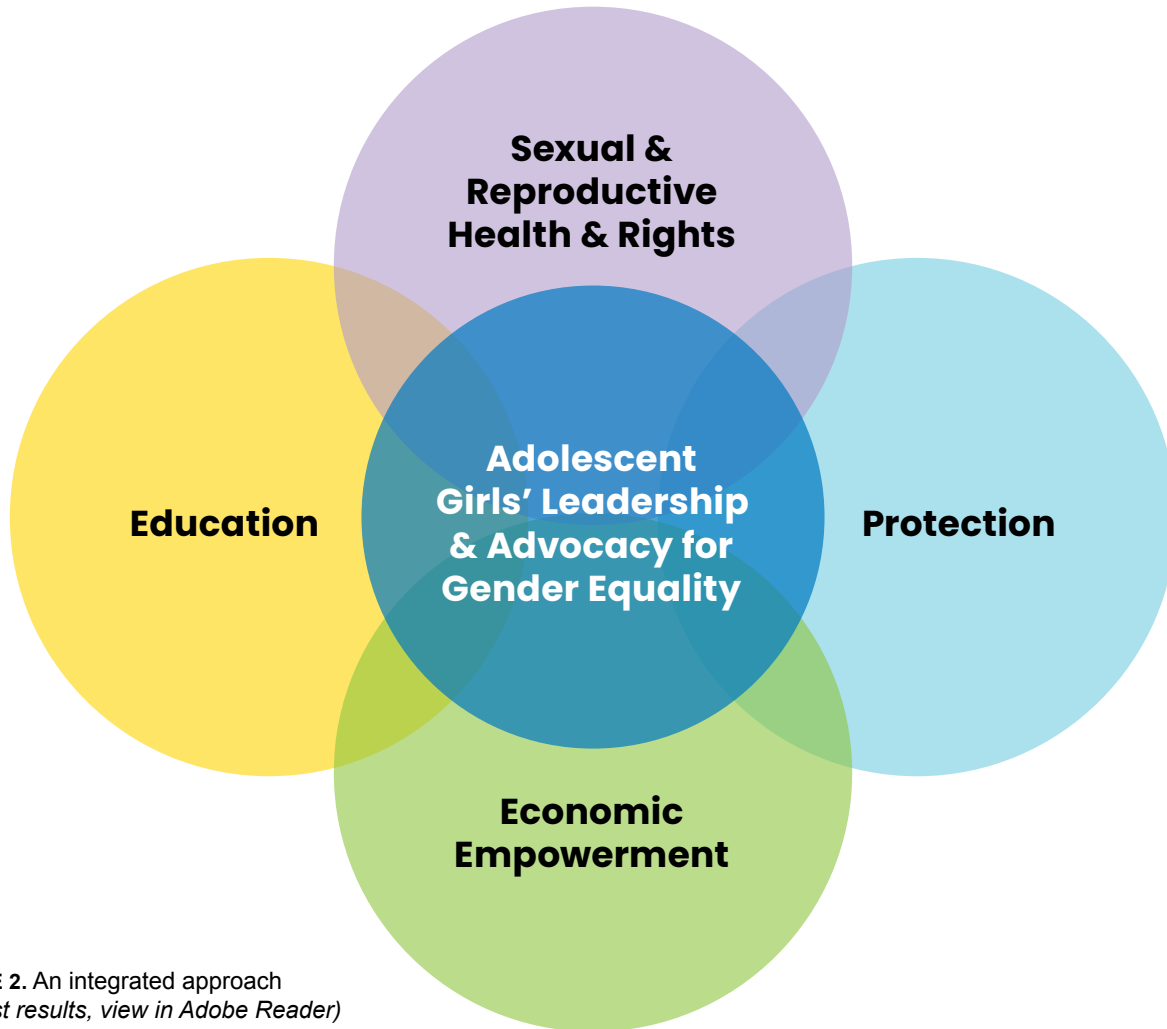 Sexual &
Reproductive
Health & Rights
Education
Adolescent
Girls’ Leadership
& Advocacy for
Gender Equality
Protection
Economic
Empowerment
E 2. An integrated approach
st results, view in Adobe Reader)